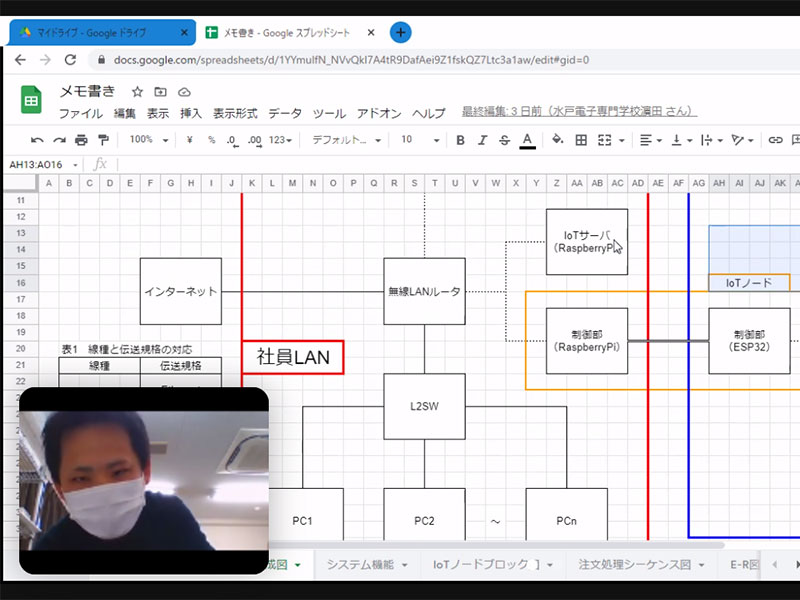 マイドライブ - Google ドライブ
メモ書き - Google スプレッドシート
docs.google.com/spreadsheets/d/1YYmulfN_NVvQkI7A4tR9DafAei9Z1fskQZ7Ltc3a1aw/edit#gid=0
メモ書き
ファイル 編集 表示 挿入 表示形式 データ ツール アドオン ヘルプ 最終編集: 3 日前（水戸電子専門学校濵田 さん）
100% ¥ % .0 .00 123 デフォルト... 10 B I S A
AH13:AO16 fx
A B C D E F G H I J K L M N O P Q R S T U V W X Y Z AA AB AC AD AE AF AG AH AI AJ AK
11
12
13
14
15
16
17
18
19
20
21
22
IoTサーバ
（RaspberryPi
インターネット
無線LANルータ
IoTノード
制御部
（RaspberryPi）
制御部
（ESP32）
表1 線種と伝送規格の対応
線種 伝送規格
社員LAN
L2SW
PC1 PC2 ～ PCn
成図 システム機能 IoTノードブロック 注文処理シーケンス図 E-R図